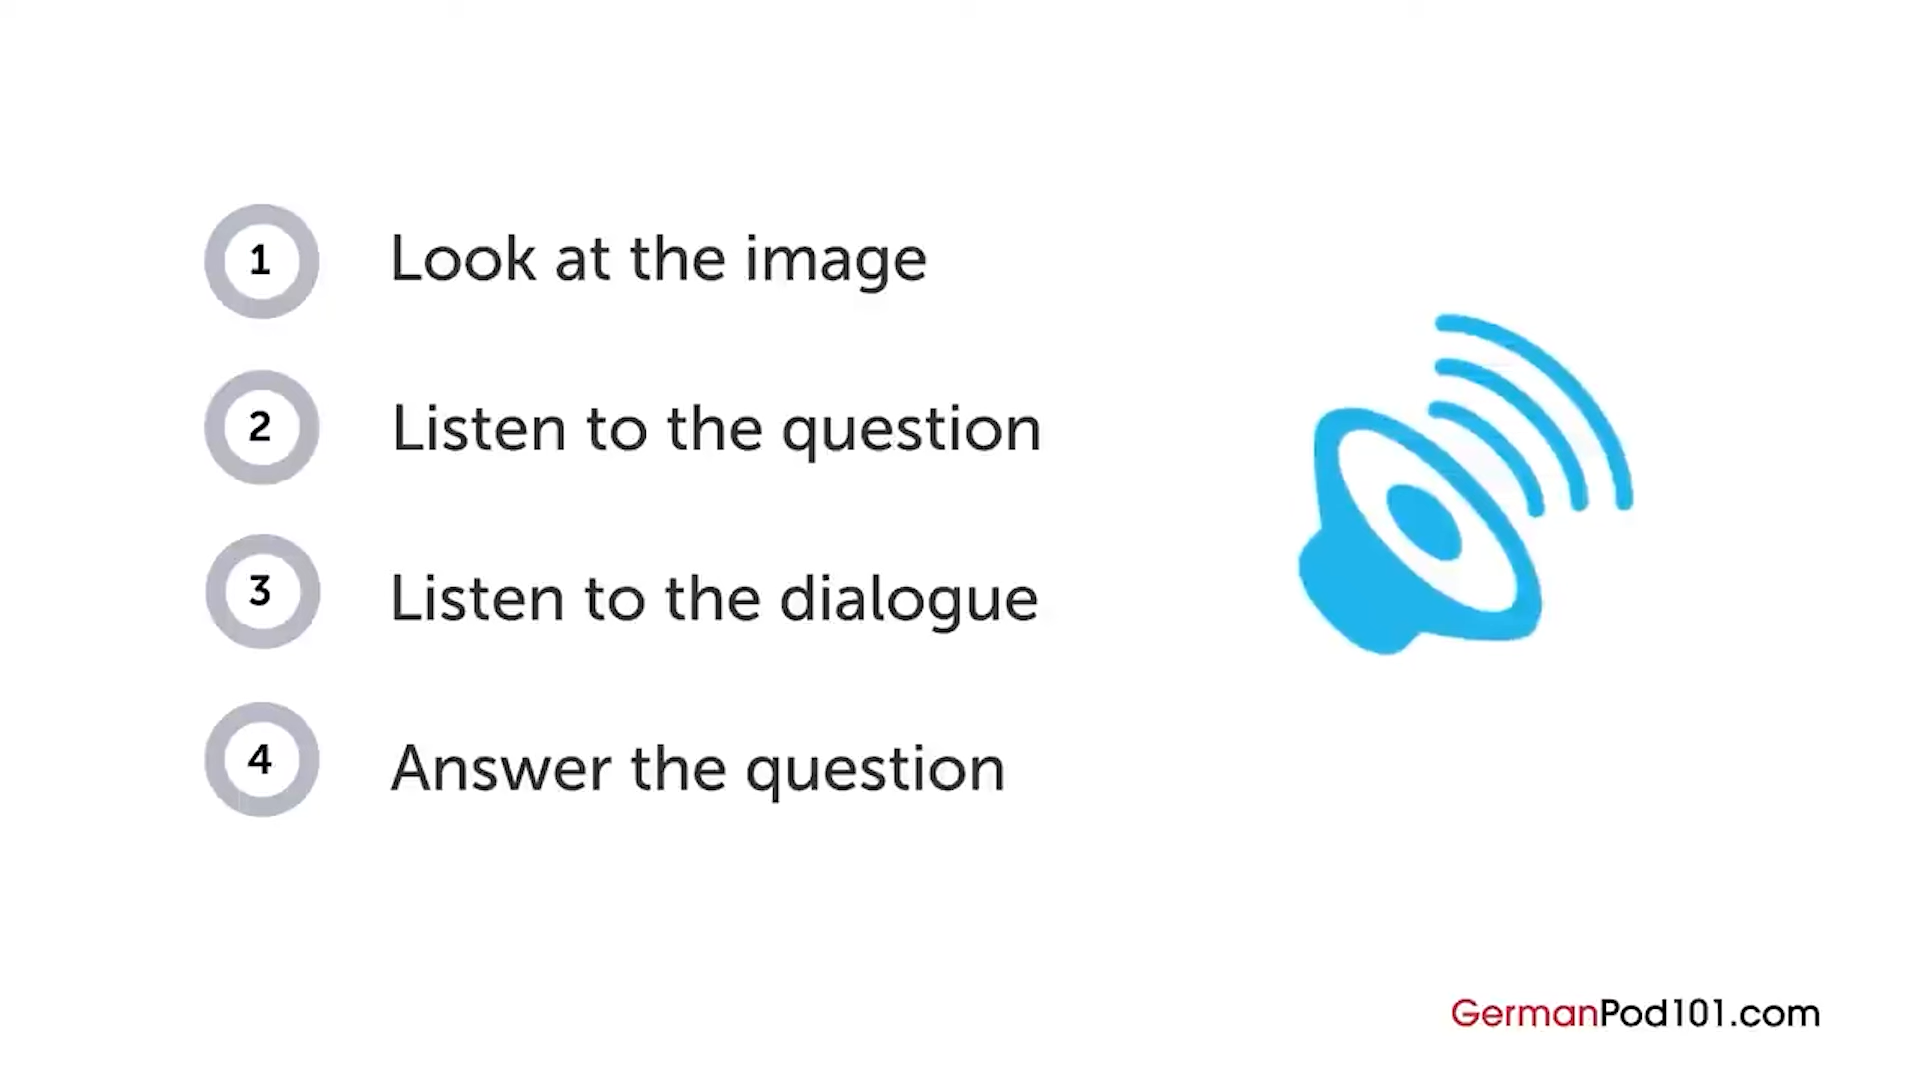 1 Look at the image
2 Listen to the question
3 Listen to the dialogue
4 Answer the question
GermanPod101.com